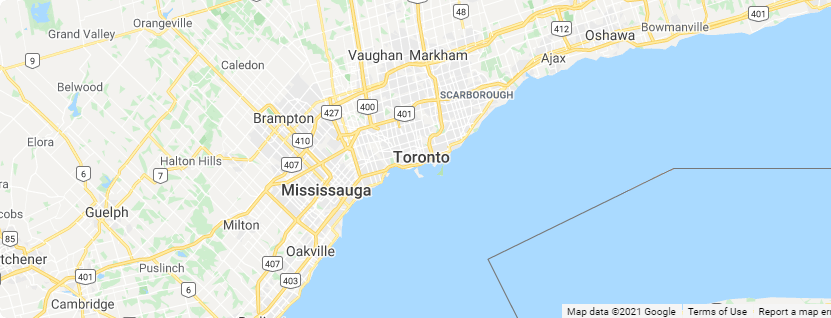 Orangeville
48
401
Bowmanville
Grand Valley
412
Oshawa
Vaughan Markham
9
Ajax
Caledon
Belwood
SCARBOROUGH
400
427
401
Brampton
Elora
410
Toronto
Halton Hills
407
6
7
Mississauga
Guelph
Milton
85
Oakville
tchener
Puslinch
407
401
403
6
Cambridge
Map data ©2021 Google
Terms of Use
Report a map er